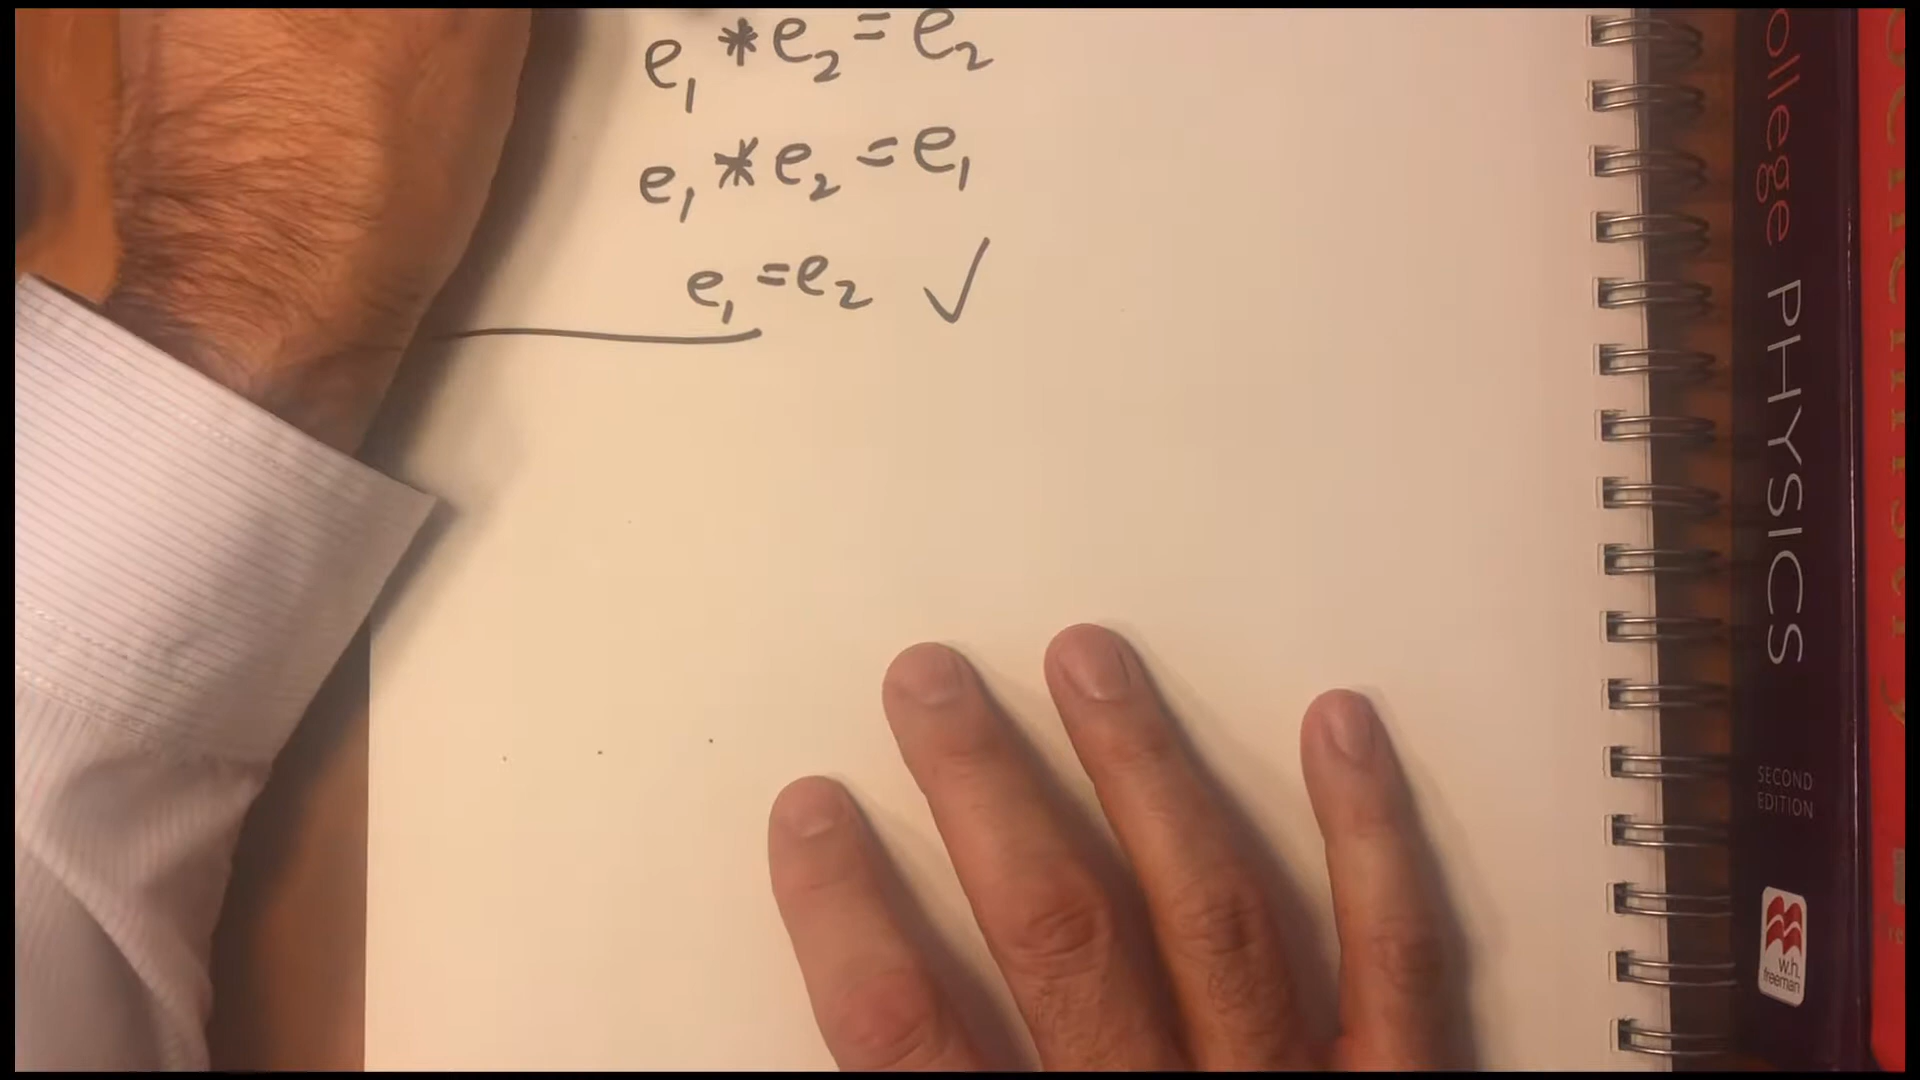 e₁ * e₂ = e₂
e₁ * e₂ = e₁
e₁ = e₂ ✓
ollege PHYSICS
SECOND
EDITION
w.h.
freeman